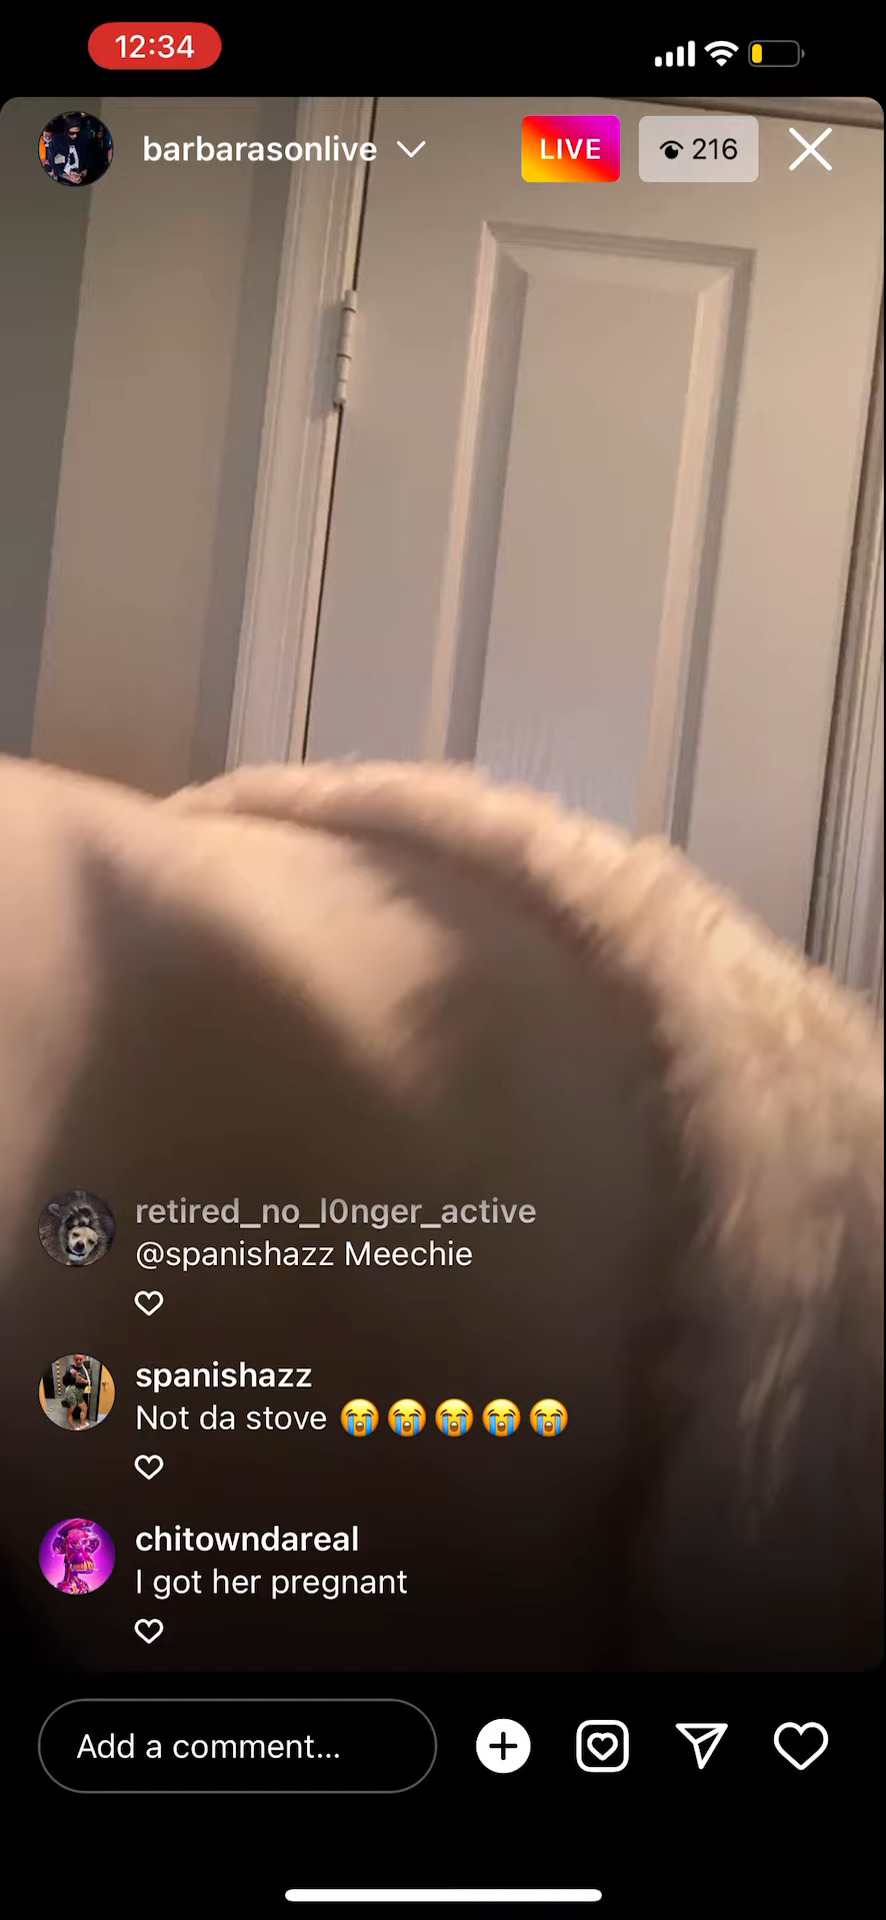 12:34
barbarasonlive
LIVE
216
retired_no_l0nger_active
@spanishazz Meechie
spanishazz
Not da stove 😭😭😭😭😭
chitowndareal
I got her pregnant
Add a comment...